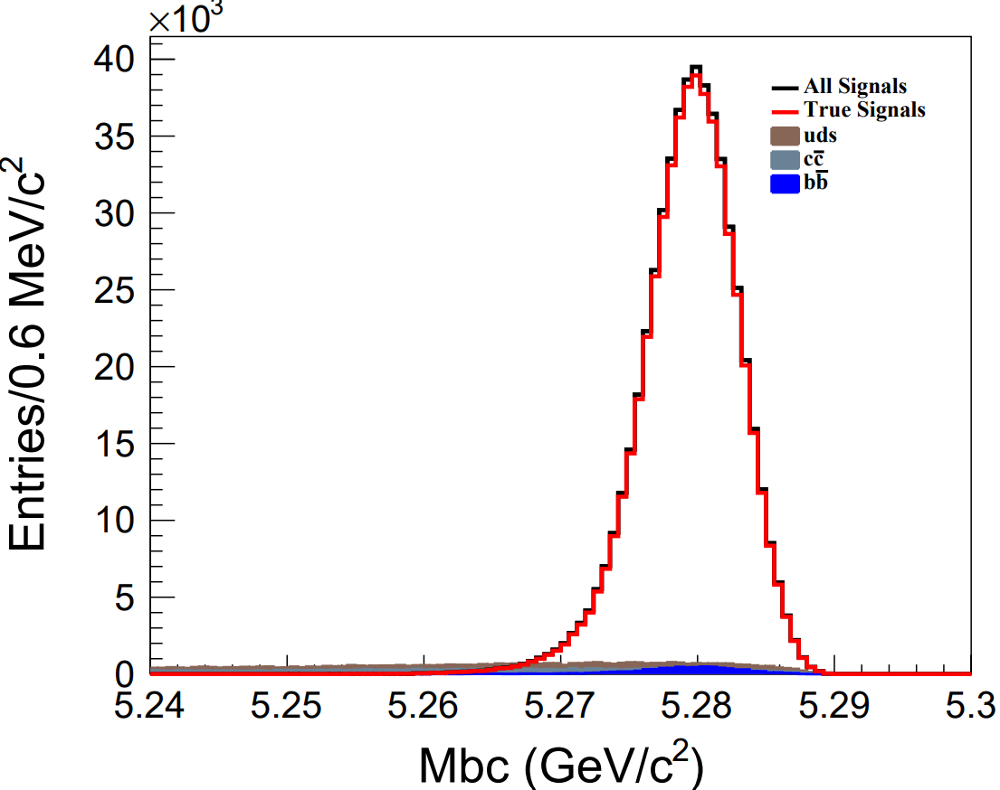 ×10³
40
35
30
25
20
15
10
5
0
Entries/0.6 MeV/c²
All Signals
True Signals
uds
cc̅
bb̅
5.24 5.25 5.26 5.27 5.28 5.29 5.3
Mbc (GeV/c²)